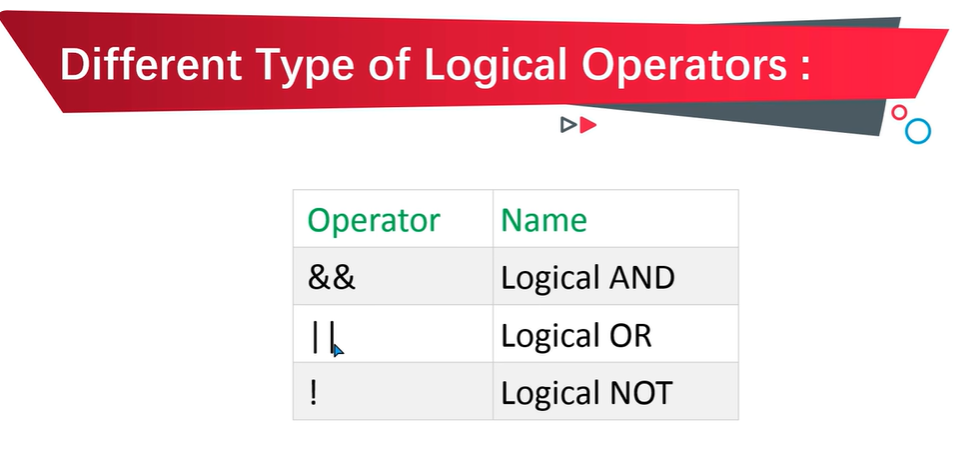 Different Type of Logical Operators :
Operator Name
&& Logical AND
|| Logical OR
! Logical NOT